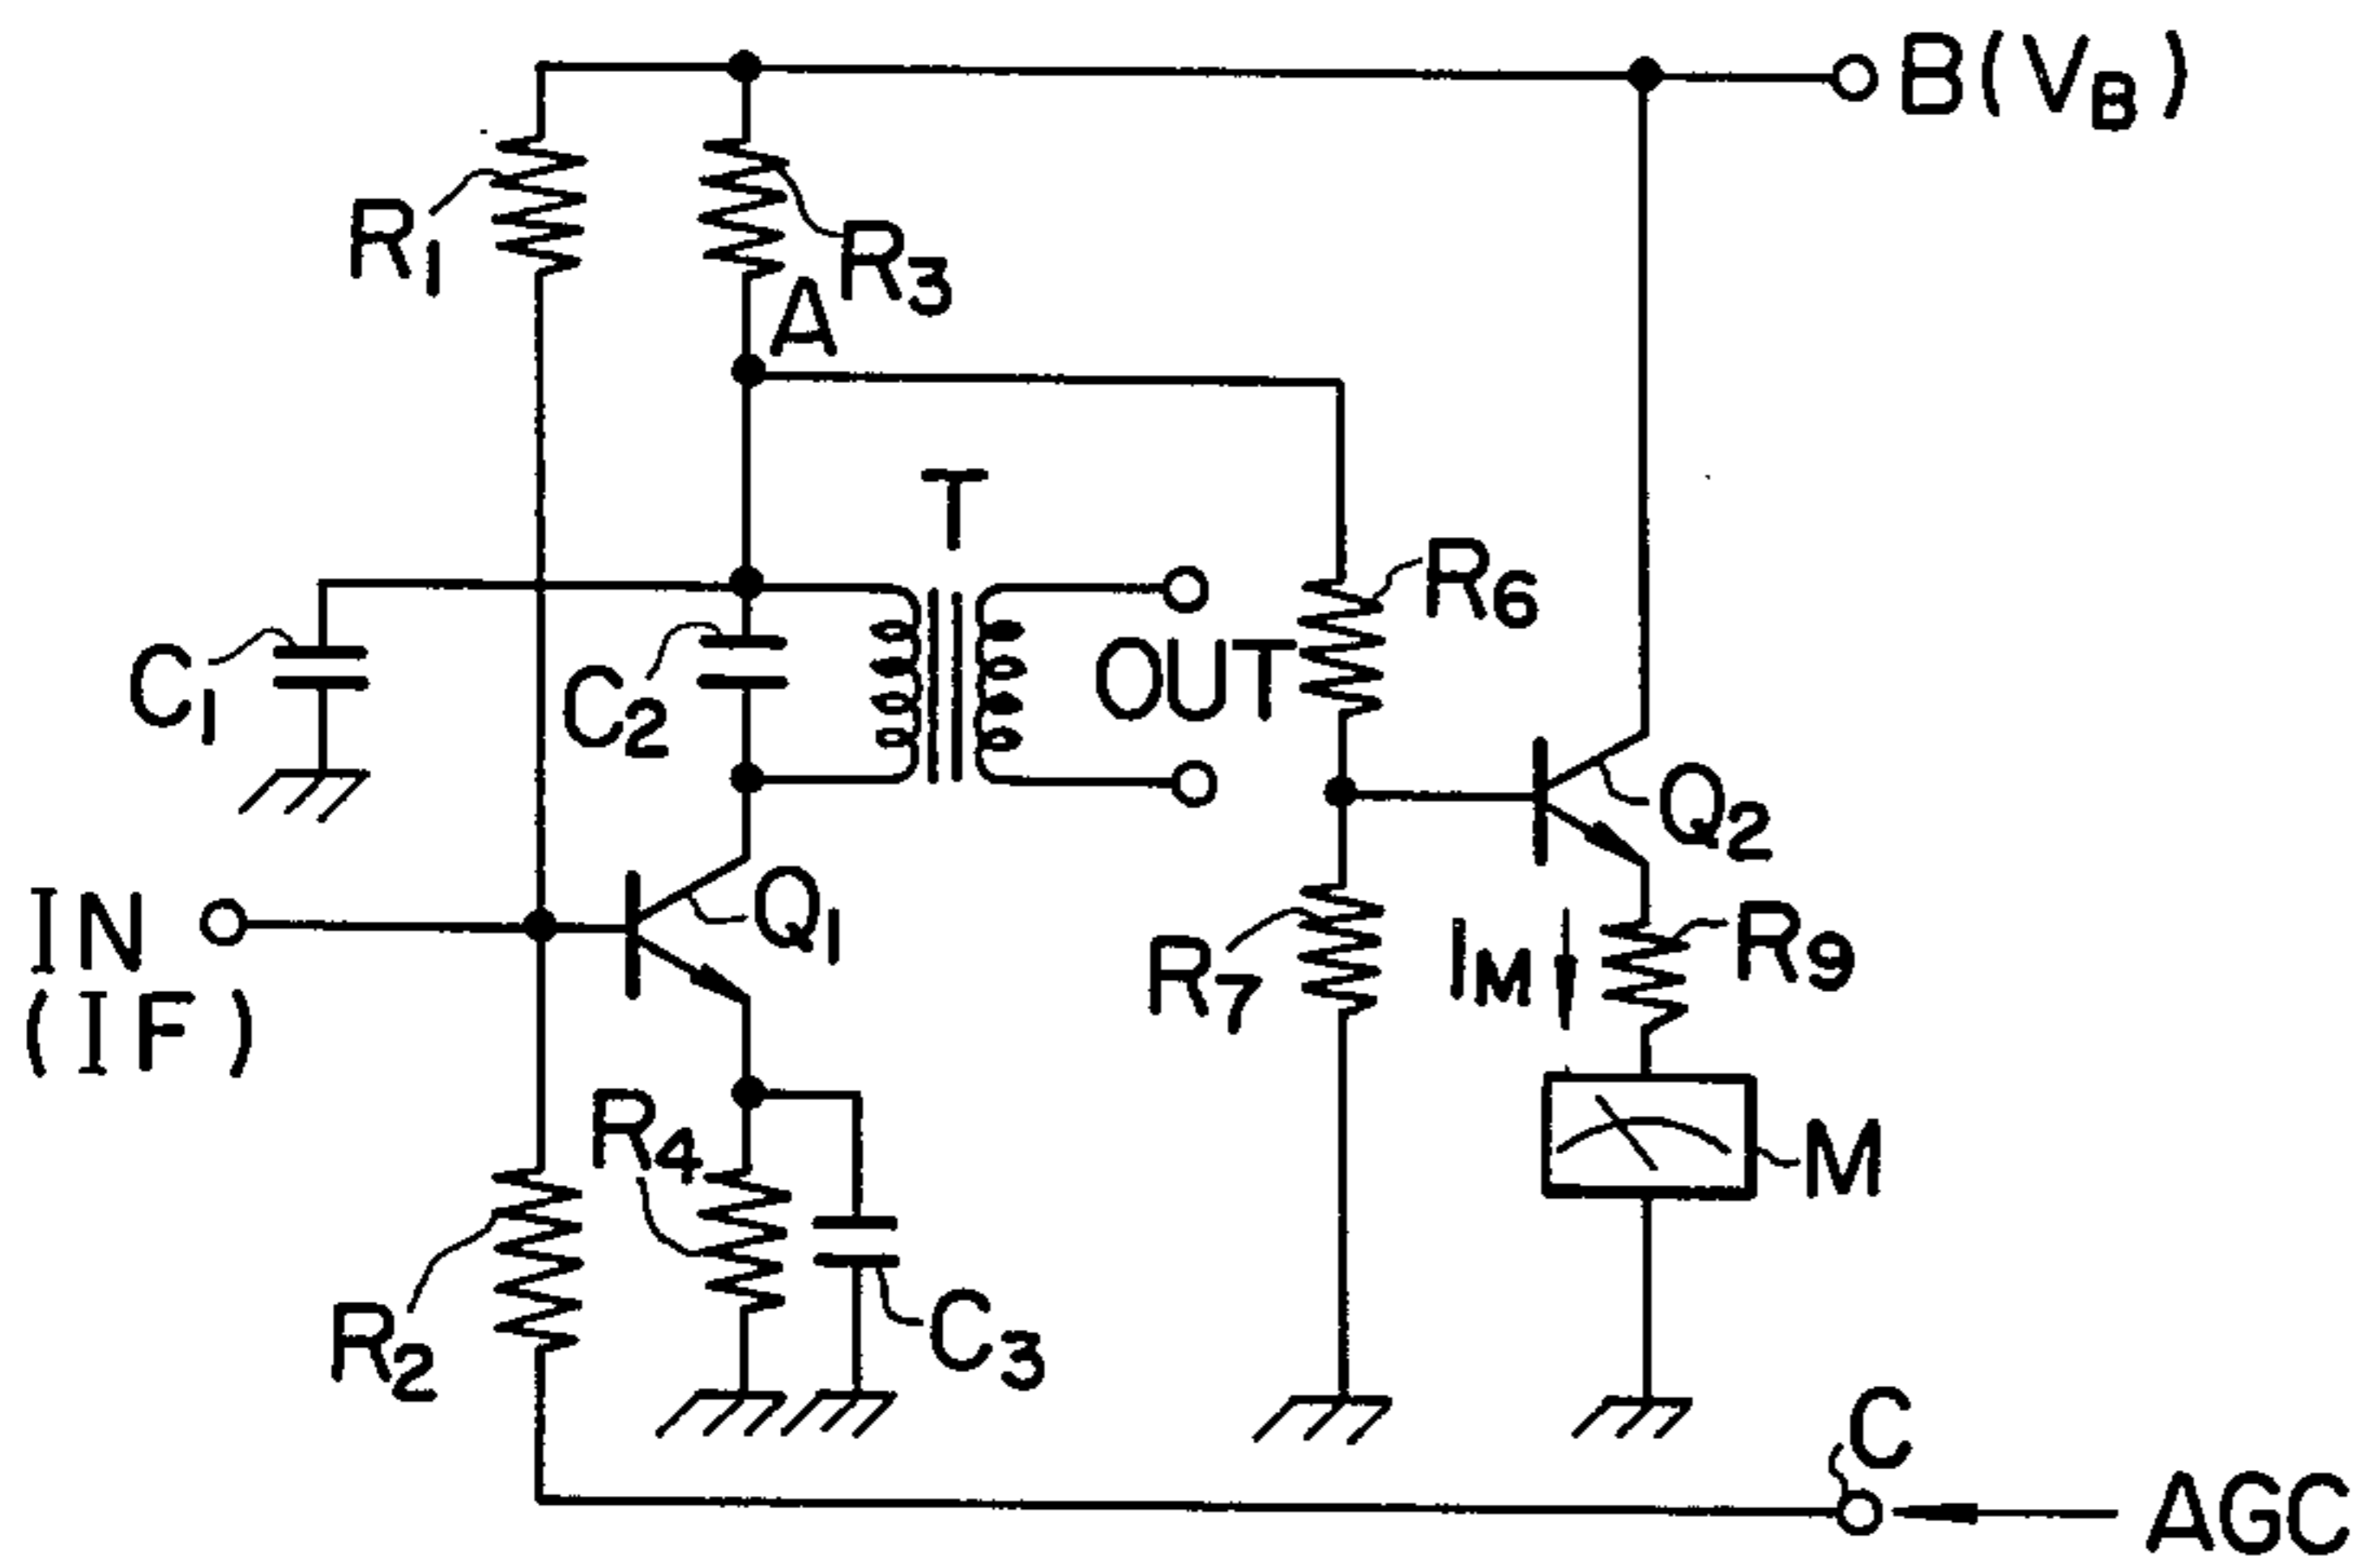 B(V_B)
R1
R3
A
T
R6
C1
C2
OUT
Q2
Q1
IN
(IF)
R7
IM
R9
R4
M
R2
C3
C
AGC